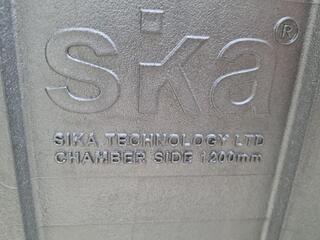 sika®
SIKA TECHNOLOGY LTD
CHAMBER SIDE 1200mm